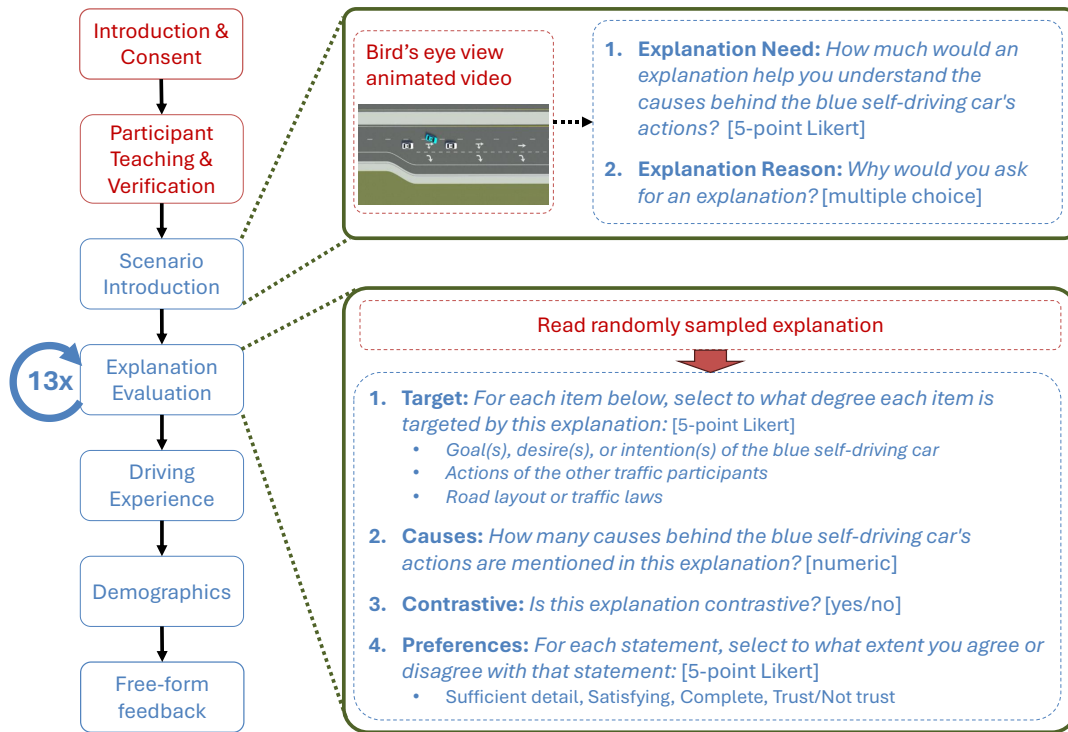 Introduction &
Consent
Participant
Teaching &
Verification
Scenario
Introduction
13x
Explanation
Evaluation
Driving
Experience
Demographics
Free-form
feedback
Bird's eye view
animated video
1. Explanation Need: How much would an
explanation help you understand the
causes behind the blue self-driving car's
actions? [5-point Likert]
2. Explanation Reason: Why would you ask
for an explanation? [multiple choice]
Read randomly sampled explanation
1. Target: For each item below, select to what degree each item is
targeted by this explanation: [5-point Likert]
• Goal(s), desire(s), or intention(s) of the blue self-driving car
• Actions of the other traffic participants
• Road layout or traffic laws
2. Causes: How many causes behind the blue self-driving car's
actions are mentioned in this explanation? [numeric]
3. Contrastive: Is this explanation contrastive? [yes/no]
4. Preferences: For each statement, select to what extent you agree or
disagree with that statement: [5-point Likert]
• Sufficient detail, Satisfying, Complete, Trust/Not trust